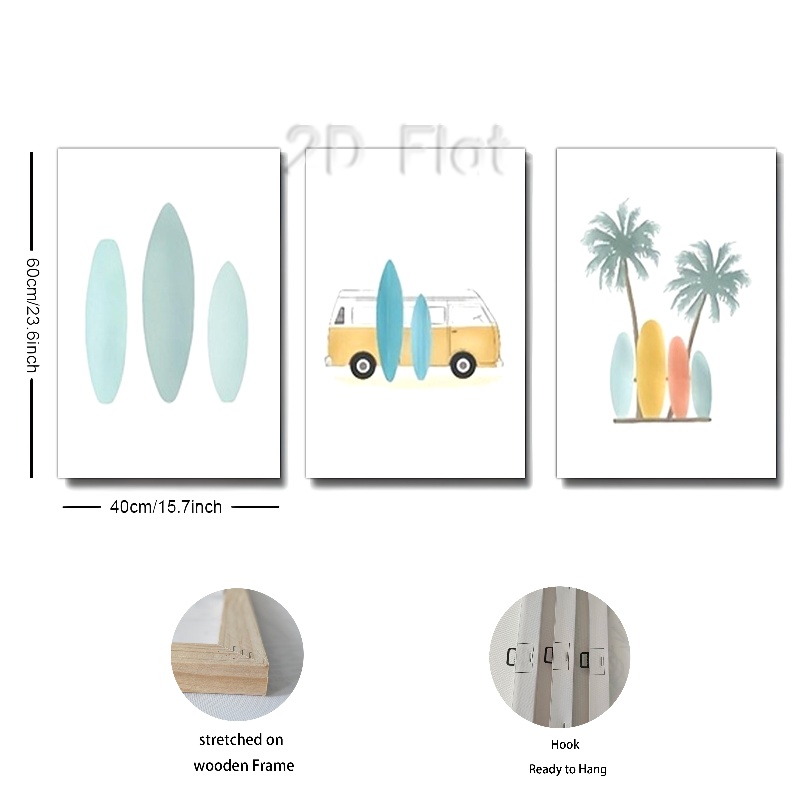 2D Flat
60cm/23.6inch
40cm/15.7inch
stretched on
wooden Frame
Hook
Ready to Hang